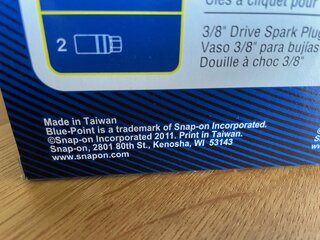 Clés à cliquet pour
2
3/8" Drive Spark Plug
Vaso 3/8" para bujías
Douille à choc 3/8"
Made in Taiwan
Blue-Point is a trademark of Snap-on Incorporated.
©Snap-on Incorporated 2011. Print in Taiwan.
Snap-on, 2801 80th St., Kenosha, WI 53143
www.snapon.com